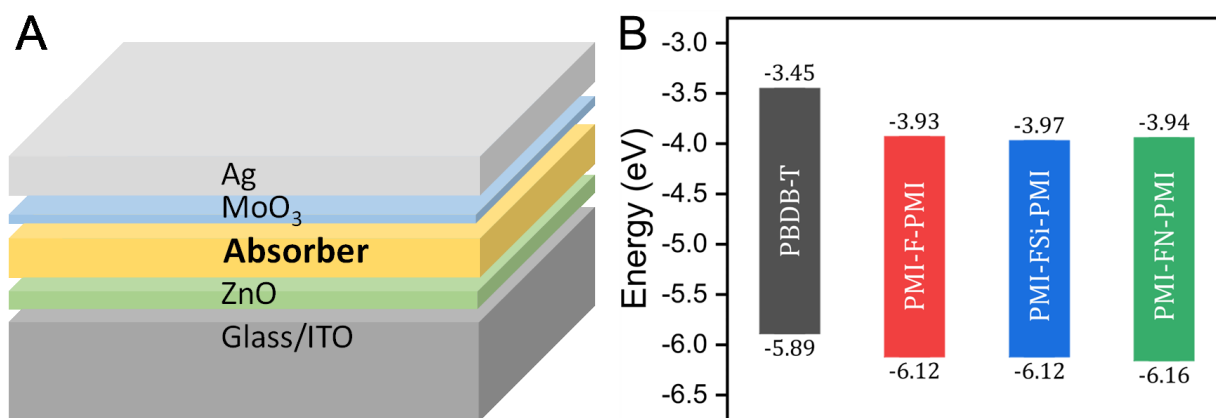 A
Ag
MoO₃
Absorber
ZnO
Glass/ITO
B
Energy (eV)
-3.0
-3.5
-4.0
-4.5
-5.0
-5.5
-6.0
-6.5
-3.45
PBDB-T
-5.89
-3.93
PMI-F-PMI
-6.12
-3.97
PMI-FSi-PMI
-6.12
-3.94
PMI-FN-PMI
-6.16